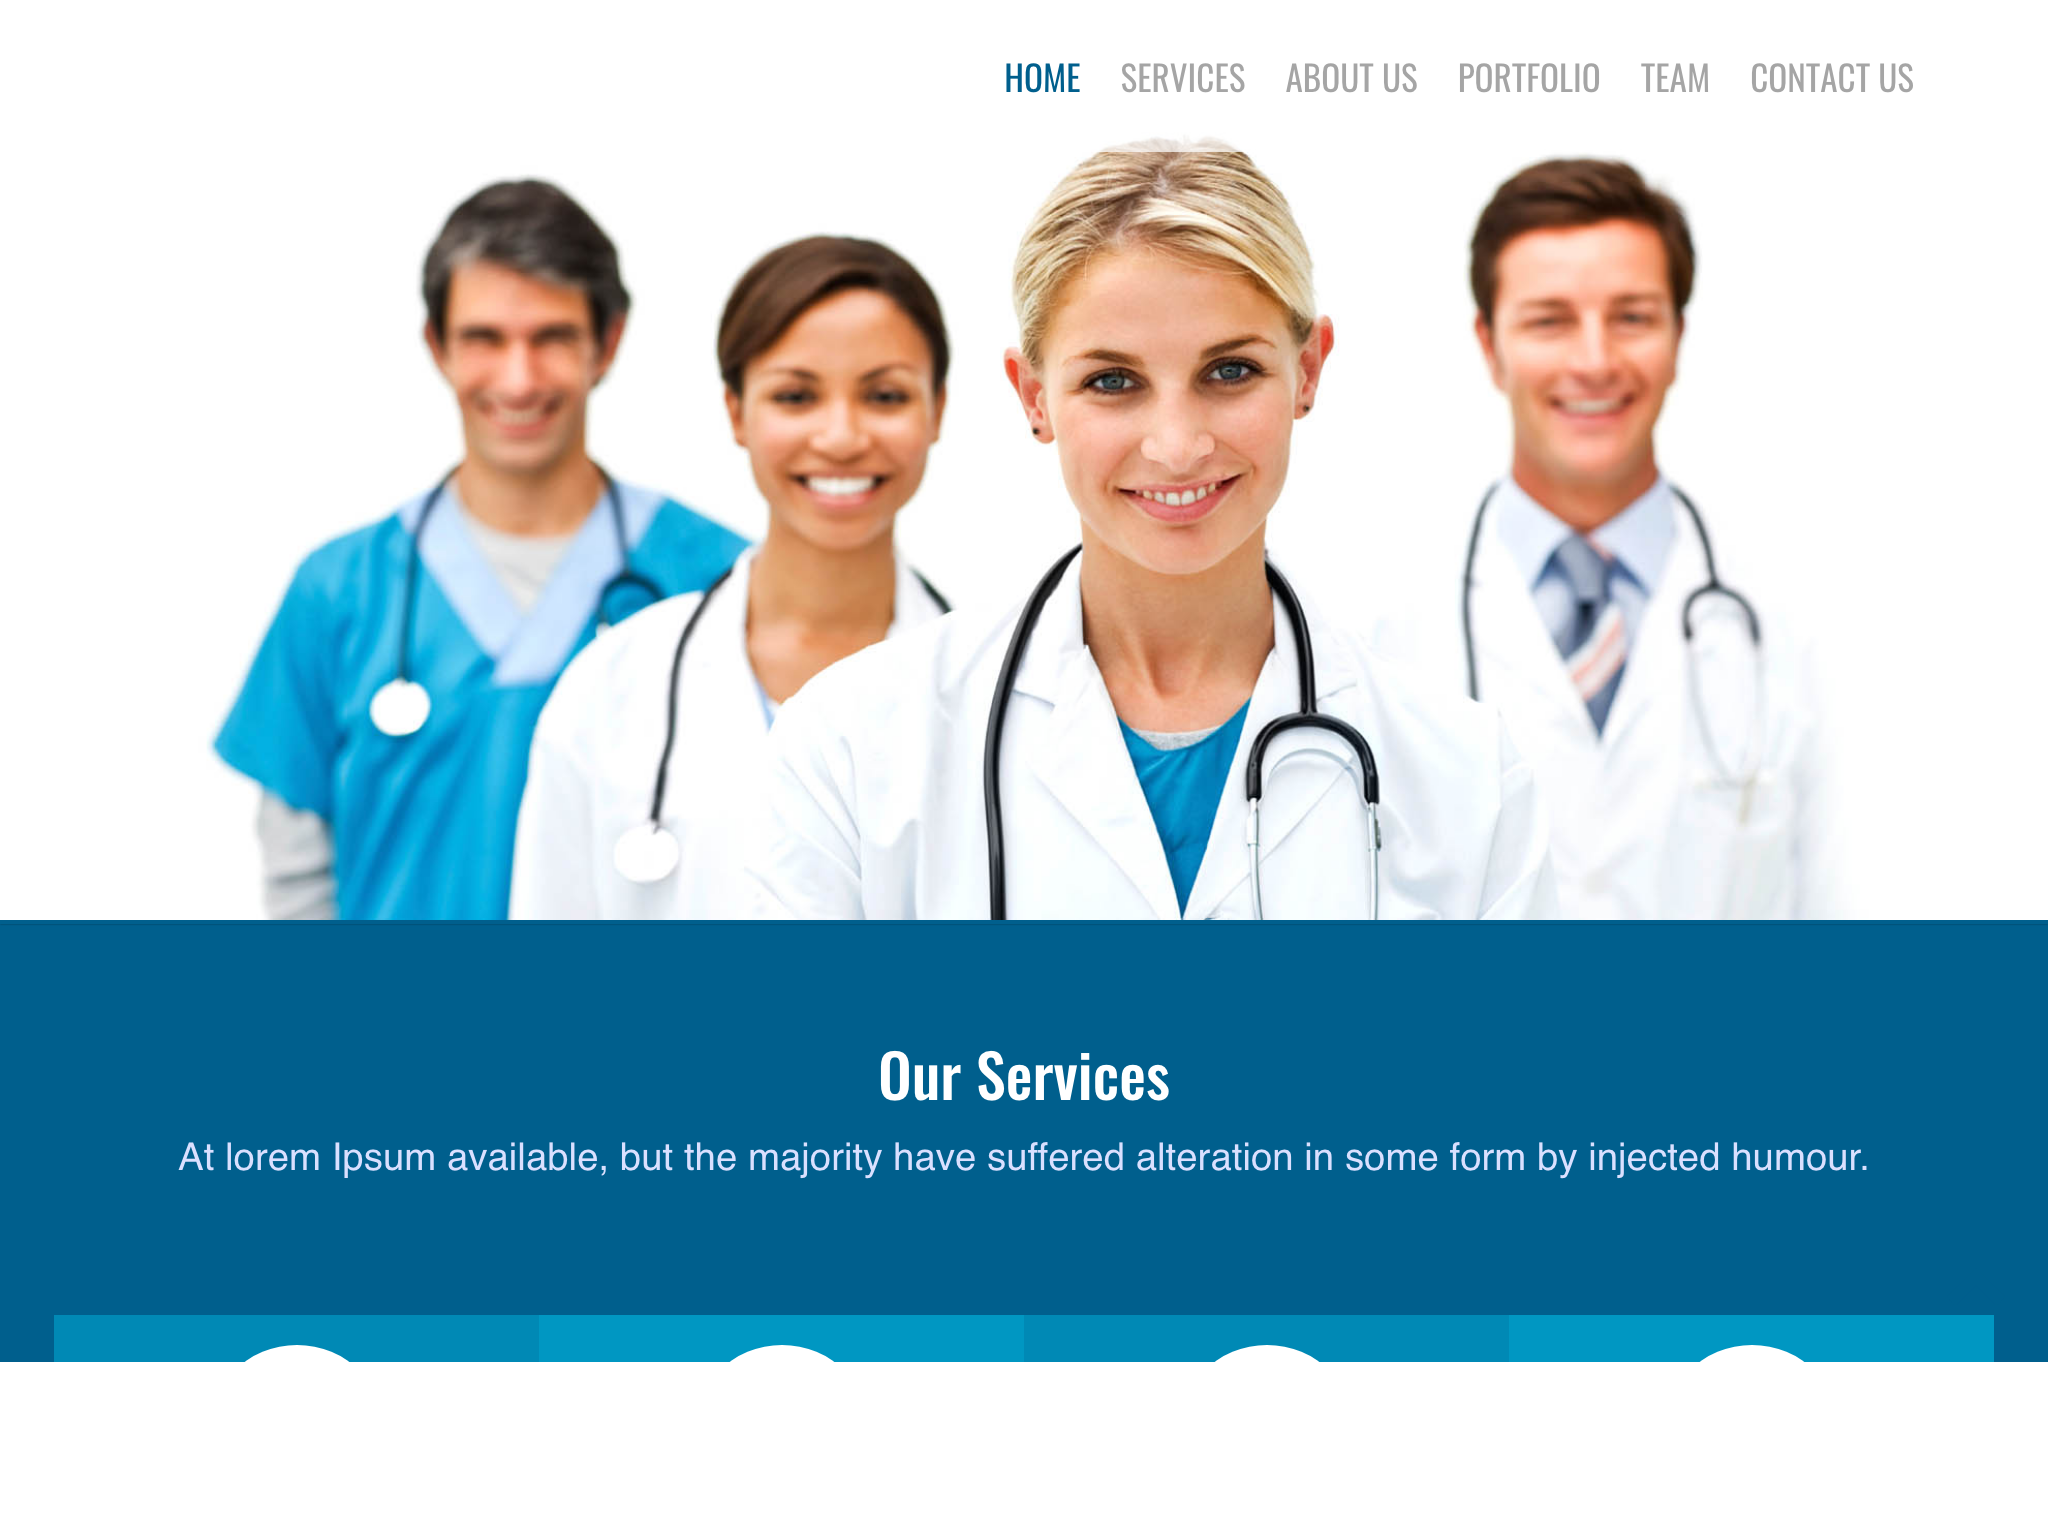 HOME SERVICES ABOUT US PORTFOLIO TEAM CONTACT US
Our Services
At lorem Ipsum available, but the majority have suffered alteration in some form by injected humour.